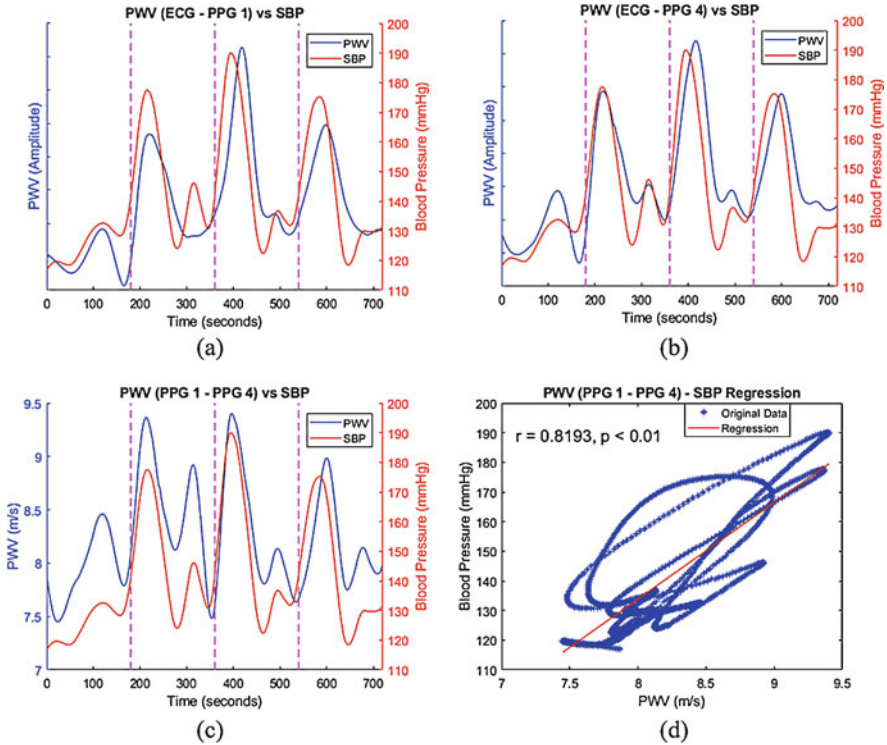 PWV (ECG - PPG 1) vs SBP
PWV
SBP
PWV (Amplitude)
Blood Pressure (mmHg)
200
190
180
170
160
150
140
130
120
110
0 100 200 300 400 500 600 700
Time (seconds)
(a)
PWV (ECG - PPG 4) vs SBP
PWV
SBP
PWV (Amplitude)
Blood Pressure (mmHg)
200
190
180
170
160
150
140
130
120
110
0 100 200 300 400 500 600 700
Time (seconds)
(b)
PWV (PPG 1 - PPG 4) vs SBP
PWV
SBP
PWV (m/s)
9.5
9
8.5
8
7.5
7
Blood Pressure (mmHg)
200
190
180
170
160
150
140
130
120
110
0 100 200 300 400 500 600 700
Time (seconds)
(c)
PWV (PPG 1 - PPG 4) - SBP Regression
Original Data
Regression
r = 0.8193, p < 0.01
Blood Pressure (mmHg)
200
190
180
170
160
150
140
130
120
110
7 7.5 8 8.5 9 9.5
PWV (m/s)
(d)